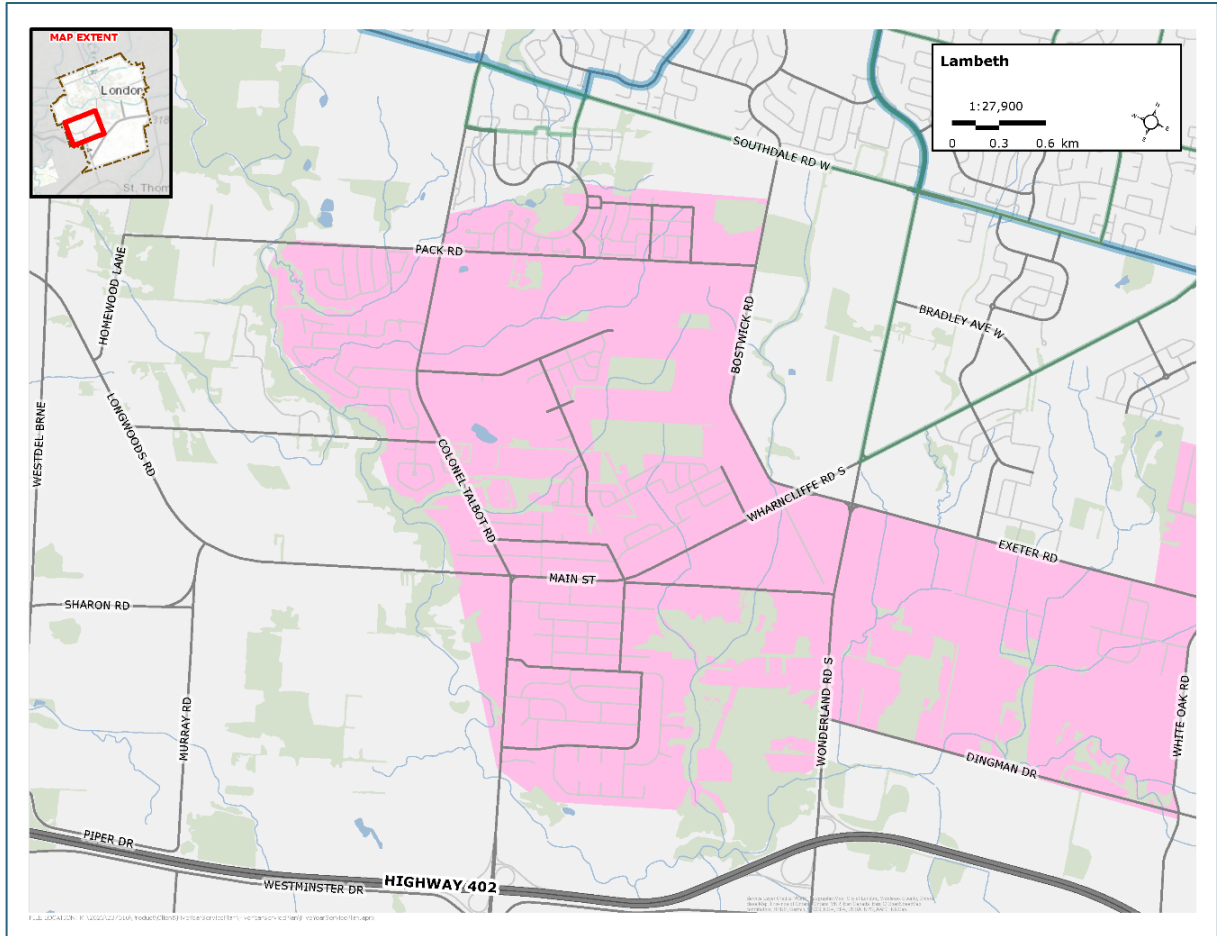 MAP EXTENT
London
St. Thom
Lambeth
1:27,900
0 0.3 0.6 km
SOUTHDALE RD W
PACK RD
HOMEWOOD LANE
BOSTWICK RD
BRADLEY AVE W
WESTDEL BRNE
LONGWOODS RD
COLONEL TALBOT RD
WHARNCLIFFE RD S
EXETER RD
MAIN ST
SHARON RD
MURRAY RD
WONDERLAND RD S
WHITE OAK RD
DINGMAN DR
PIPER DR
HIGHWAY 402
WESTMINSTER DR